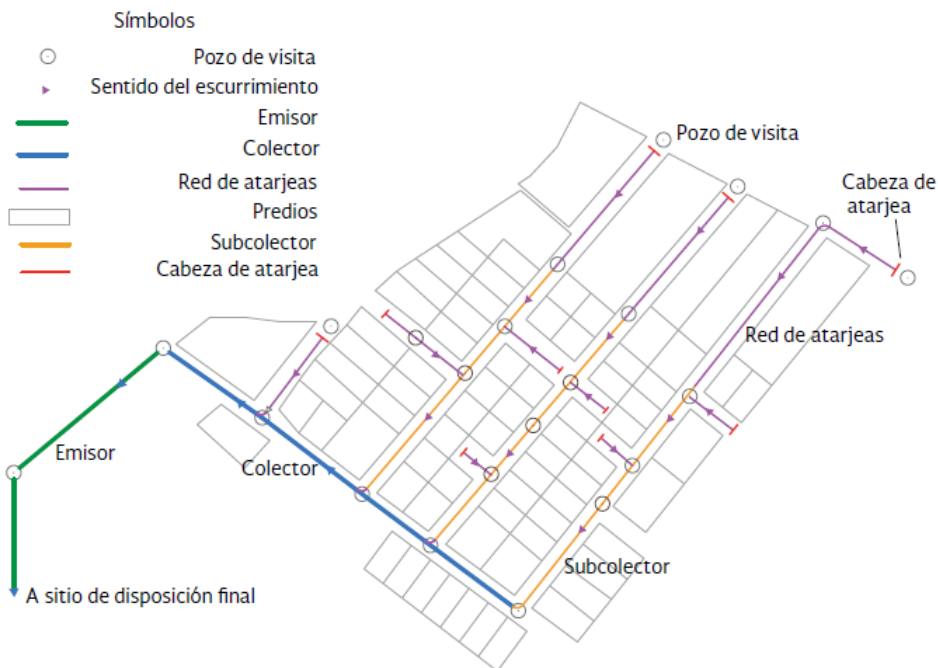 Símbolos
Pozo de visita
Sentido del escurrimiento
Emisor
Colector
Red de atarjeas
Predios
Subcolector
Cabeza de atarjea
Pozo de visita
Cabeza de
atarjea
Red de atarjeas
Emisor
Colector
Subcolector
A sitio de disposición final